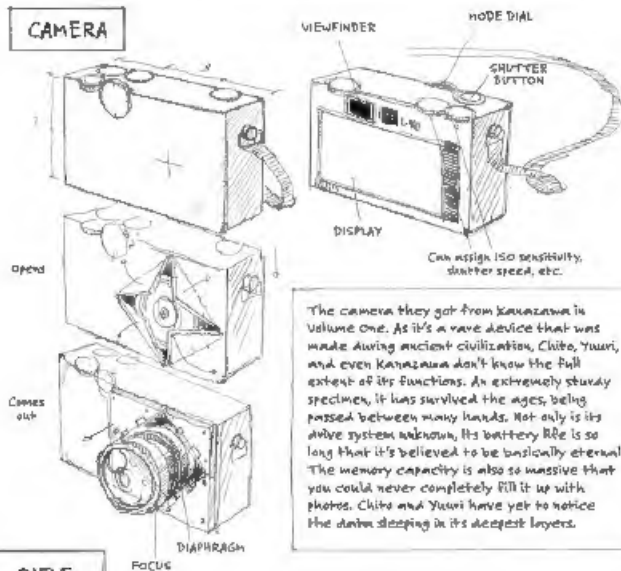 CAMERA
VIEWFINDER
MODE DIAL
SHUTTER
BUTTON
DISPLAY
Can assign ISO sensitivity,
shutter speed, etc.
Opens
Comes
out
DIAPHRAGM
FOCUS
The camera they got from Kanazawa in
Volume One. As it's a rare device that was
made during ancient civilization, Chito, Yuuri,
and even Kanazawa don't know the full
extent of its functions. An extremely sturdy
specimen, it has survived the ages, being
passed between many hands. Not only is its
drive system unknown, its battery life is so
long that it's believed to be basically eternal.
The memory capacity is also so massive that
you could never completely fill it up with
photos. Chito and Yuuri have yet to notice
the data sleeping in its deepest layers.